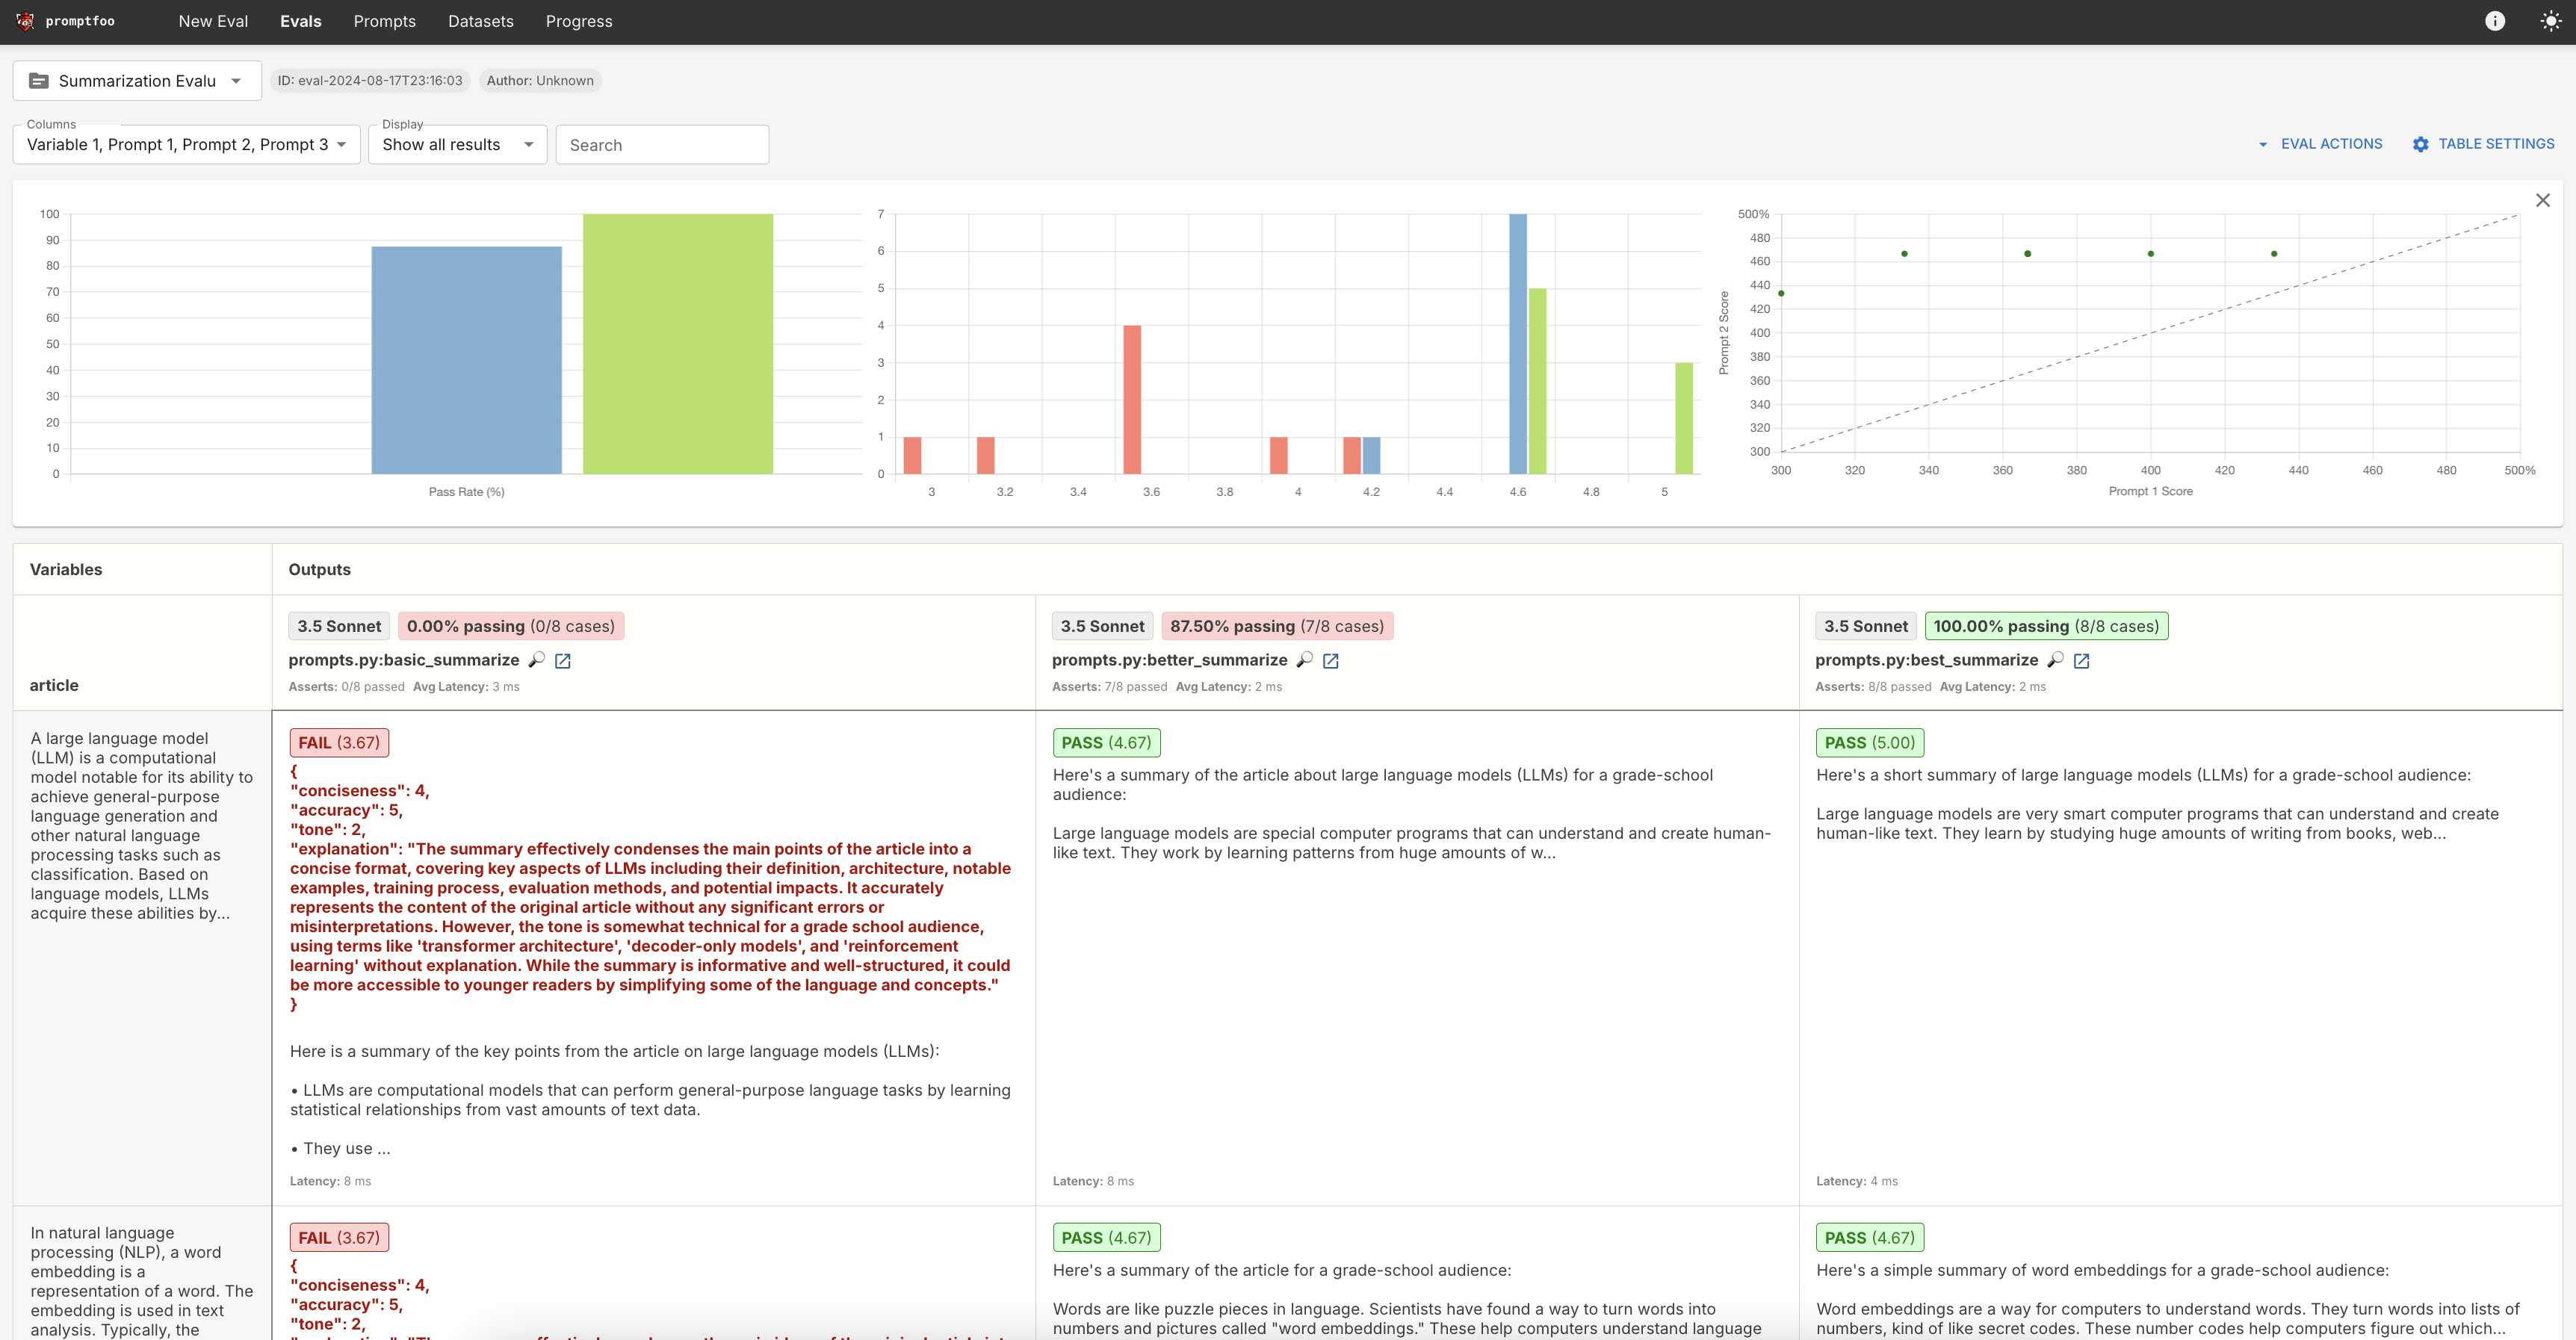 promptfoo New Eval Evals Prompts Datasets Progress
Summarization Evalu ID: eval-2024-08-17T23:16:03 Author: Unknown
Columns Display
Variable 1, Prompt 1, Prompt 2, Prompt 3 Show all results Search EVAL ACTIONS TABLE SETTINGS
100
90
80
70
60
50
40
30
20
10
0
Pass Rate (%)
7
6
5
4
3
2
1
0
3 3.2 3.4 3.6 3.8 4 4.2 4.4 4.6 4.8 5
500%
480
460
440
420
400
380
360
340
320
300
Prompt 2 Score
300 320 340 360 380 400 420 440 460 480 500%
Prompt 1 Score
Variables Outputs
article
3.5 Sonnet 0.00% passing (0/8 cases)
prompts.py:basic_summarize
Asserts: 0/8 passed Avg Latency: 3 ms
3.5 Sonnet 87.50% passing (7/8 cases)
prompts.py:better_summarize
Asserts: 7/8 passed Avg Latency: 2 ms
3.5 Sonnet 100.00% passing (8/8 cases)
prompts.py:best_summarize
Asserts: 8/8 passed Avg Latency: 2 ms
A large language model
(LLM) is a computational
model notable for its ability to
achieve general-purpose
language generation and
other natural language
processing tasks such as
classification. Based on
language models, LLMs
acquire these abilities by...
FAIL (3.67)
{
"conciseness": 4,
"accuracy": 5,
"tone": 2,
"explanation": "The summary effectively condenses the main points of the article into a
concise format, covering key aspects of LLMs including their definition, architecture, notable
examples, training process, evaluation methods, and potential impacts. It accurately
represents the content of the original article without any significant errors or
misinterpretations. However, the tone is somewhat technical for a grade school audience,
using terms like 'transformer architecture', 'decoder-only models', and 'reinforcement
learning' without explanation. While the summary is informative and well-structured, it could
be more accessible to younger readers by simplifying some of the language and concepts."
}
Here is a summary of the key points from the article on large language models (LLMs):
• LLMs are computational models that can perform general-purpose language tasks by learning
statistical relationships from vast amounts of text data.
• They use ...
Latency: 8 ms
PASS (4.67)
Here's a summary of the article about large language models (LLMs) for a grade-school
audience:
Large language models are special computer programs that can understand and create human-
like text. They work by learning patterns from huge amounts of w...
Latency: 8 ms
PASS (5.00)
Here's a short summary of large language models (LLMs) for a grade-school audience:
Large language models are very smart computer programs that can understand and create
human-like text. They learn by studying huge amounts of writing from books, web...
Latency: 4 ms
In natural language
processing (NLP), a word
embedding is a
representation of a word. The
embedding is used in text
analysis. Typically, the
FAIL (3.67)
{
"conciseness": 4,
"accuracy": 5,
"tone": 2,
PASS (4.67)
Here's a summary of the article for a grade-school audience:
Words are like puzzle pieces in language. Scientists have found a way to turn words into
numbers and pictures called "word embeddings." These help computers understand language
PASS (4.67)
Here's a simple summary of word embeddings for a grade-school audience:
Word embeddings are a way for computers to understand words. They turn words into lists of
numbers, kind of like secret codes. These number codes help computers figure out which...